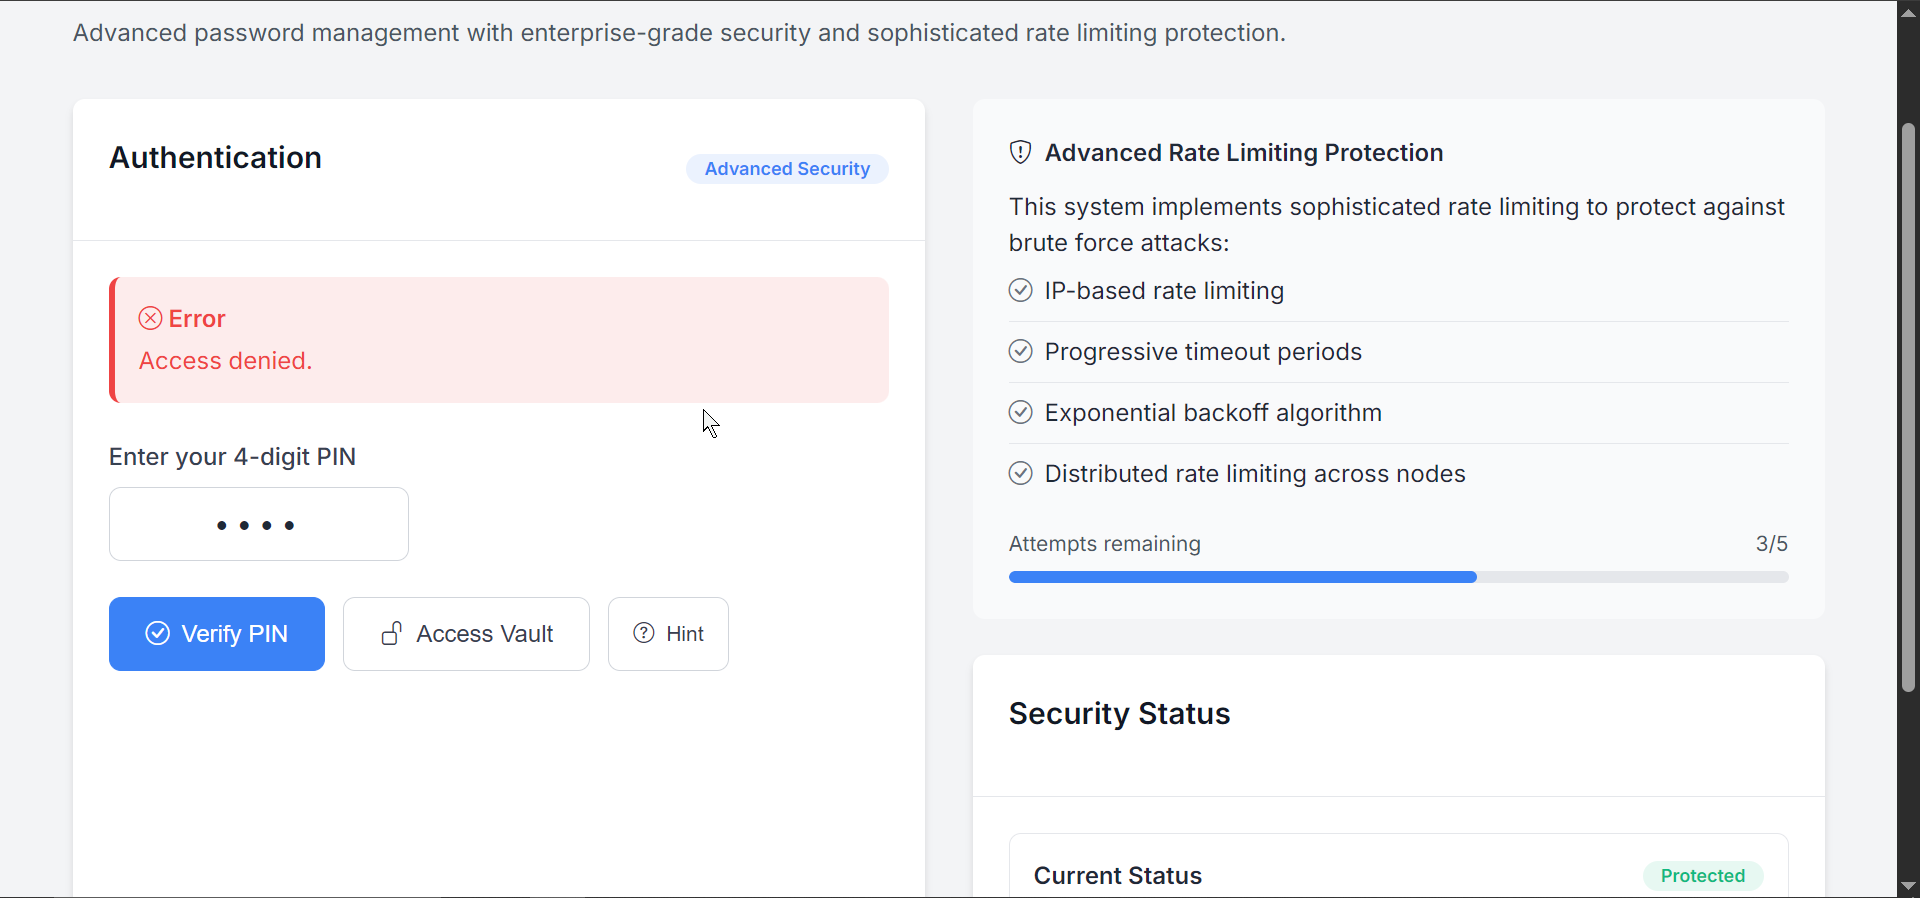 Advanced password management with enterprise-grade security and sophisticated rate limiting protection.
Authentication
Advanced Security
Error
Access denied.
Enter your 4-digit PIN
••••
Verify PIN
Access Vault
Hint
Advanced Rate Limiting Protection
This system implements sophisticated rate limiting to protect against
brute force attacks:
IP-based rate limiting
Progressive timeout periods
Exponential backoff algorithm
Distributed rate limiting across nodes
Attempts remaining
3/5
Security Status
Current Status
Protected